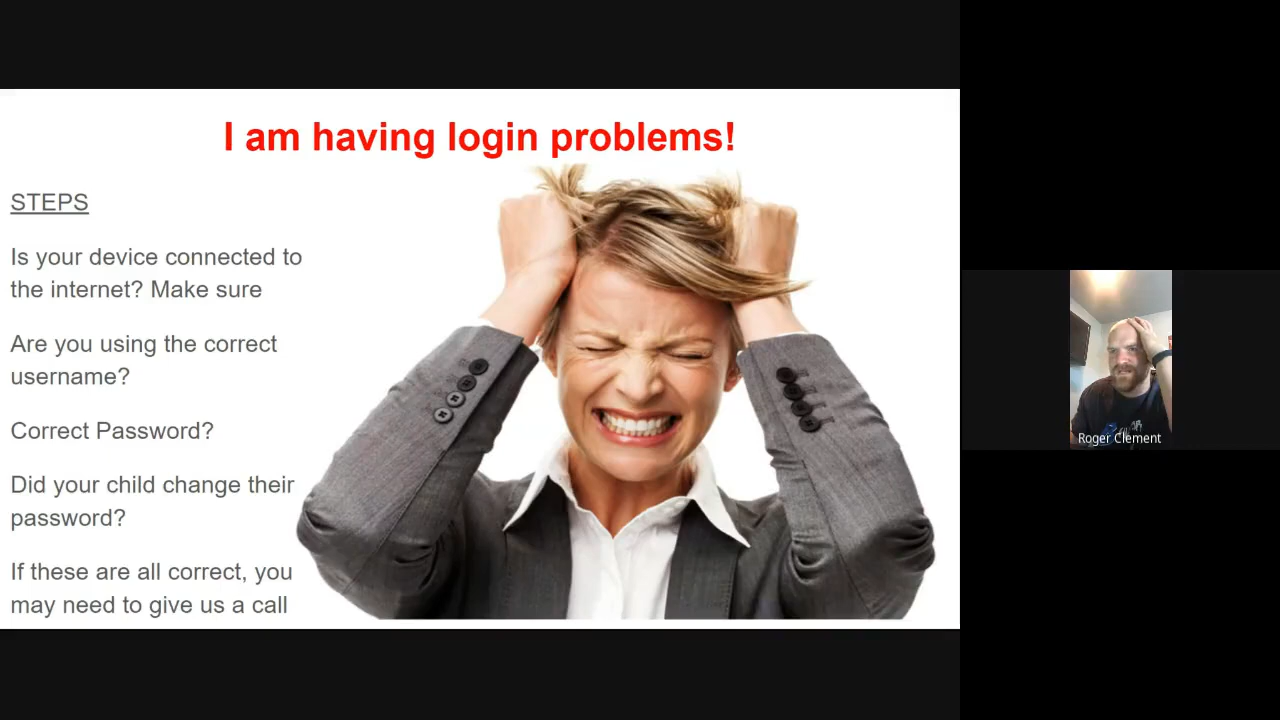 I am having login problems!
STEPS
Is your device connected to
the internet? Make sure
Are you using the correct
username?
Correct Password?
Did your child change their
password?
If these are all correct, you
may need to give us a call
Roger Clement